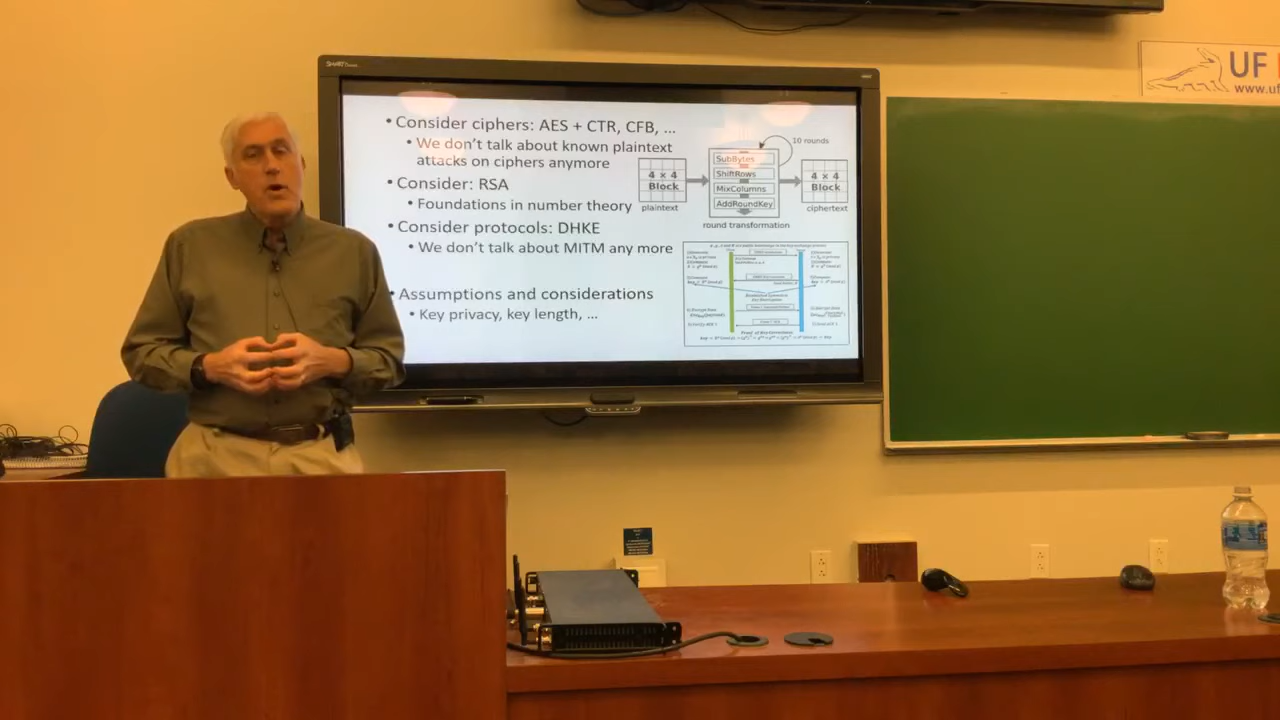 SMART
UF
www.uf
• Consider ciphers: AES + CTR, CFB, ...
• We don't talk about known plaintext
attacks on ciphers anymore
• Consider: RSA
• Foundations in number theory
• Consider protocols: DHKE
• We don't talk about MITM any more
• Assumptions and considerations
• Key privacy, key length, ...
10 rounds
4 × 4
Block
plaintext
SubBytes
ShiftRows
MixColumns
AddRoundKey
round transformation
4 × 4
Block
ciphertext